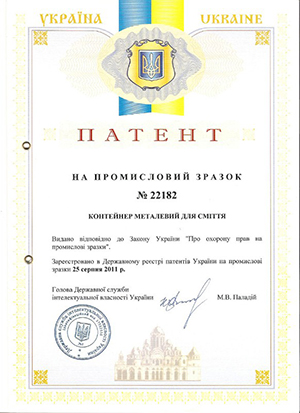 УКРАЇНА UKRAINE
ПАТЕНТ
НА ПРОМИСЛОВИЙ ЗРАЗОК
№ 22182
КОНТЕЙНЕР МЕТАЛЕВИЙ ДЛЯ СМІТТЯ
Видано відповідно до Закону України "Про охорону прав на
промислові зразки".
Зареєстровано в Державному реєстрі патентів України на промислові
зразки 25 серпня 2011 р.
Голова Державної служби
інтелектуальної власності України М.В. Паладій